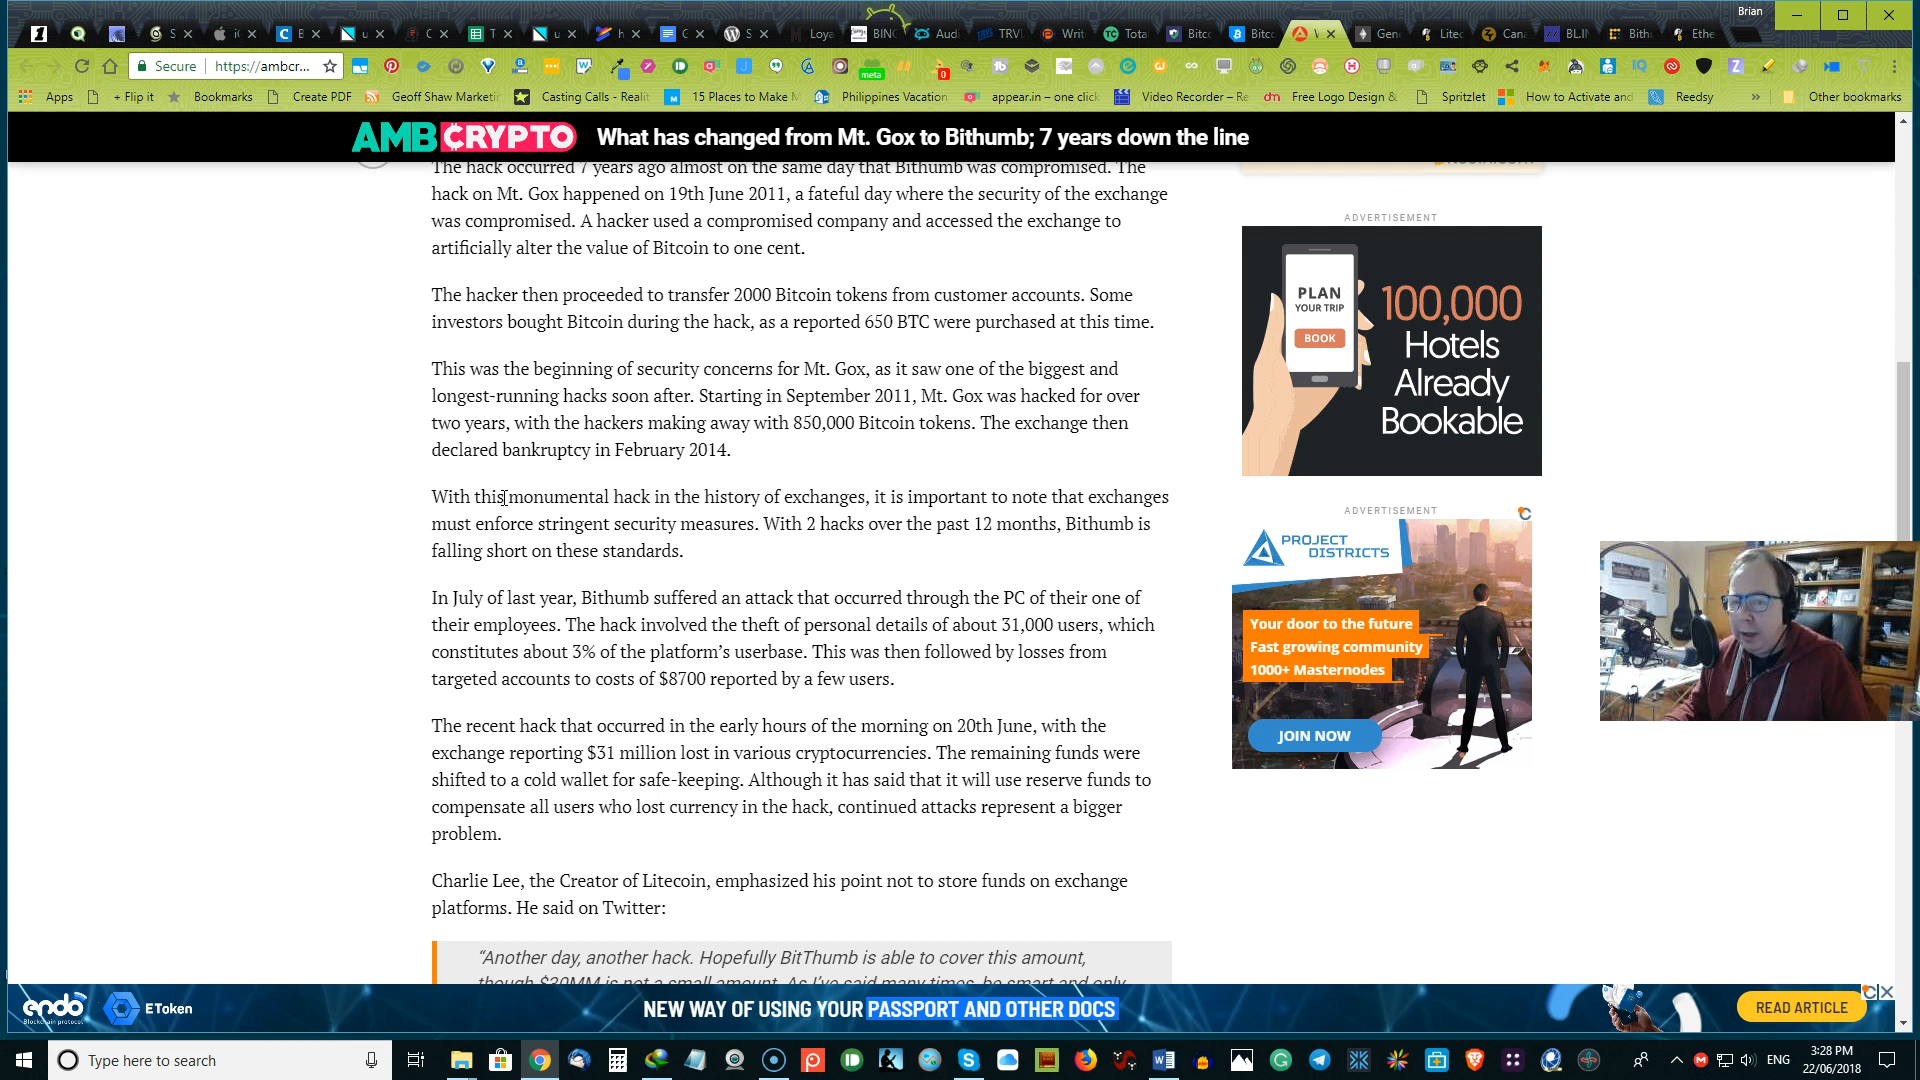 Brian
Secure
https://ambcr...
meta
0
Apps
+ Flip it
Bookmarks
Create PDF
Geoff Shaw Marketi
Casting Calls - Realit
15 Places to Make M
Philippines Vacation
appear.in – one click
Video Recorder – Re
Free Logo Design &
Spritzlet
How to Activate and
Reedsy
Other bookmarks
AMBCRYPTO
What has changed from Mt. Gox to Bithumb; 7 years down the line
The hack occurred 7 years ago almost on the same day that Bithumb was compromised. The
hack on Mt. Gox happened on 19th June 2011, a fateful day where the security of the exchange
was compromised. A hacker used a compromised company and accessed the exchange to
artificially alter the value of Bitcoin to one cent.
The hacker then proceeded to transfer 2000 Bitcoin tokens from customer accounts. Some
investors bought Bitcoin during the hack, as a reported 650 BTC were purchased at this time.
This was the beginning of security concerns for Mt. Gox, as it saw one of the biggest and
longest-running hacks soon after. Starting in September 2011, Mt. Gox was hacked for over
two years, with the hackers making away with 850,000 Bitcoin tokens. The exchange then
declared bankruptcy in February 2014.
With this monumental hack in the history of exchanges, it is important to note that exchanges
must enforce stringent security measures. With 2 hacks over the past 12 months, Bithumb is
falling short on these standards.
In July of last year, Bithumb suffered an attack that occurred through the PC of their one of
their employees. The hack involved the theft of personal details of about 31,000 users, which
constitutes about 3% of the platform's userbase. This was then followed by losses from
targeted accounts to costs of $8700 reported by a few users.
The recent hack that occurred in the early hours of the morning on 20th June, with the
exchange reporting $31 million lost in various cryptocurrencies. The remaining funds were
shifted to a cold wallet for safe-keeping. Although it has said that it will use reserve funds to
compensate all users who lost currency in the hack, continued attacks represent a bigger
problem.
Charlie Lee, the Creator of Litecoin, emphasized his point not to store funds on exchange
platforms. He said on Twitter:
“Another day, another hack. Hopefully BitThumb is able to cover this amount,
though $30MM is not a small amount. As I've said many times, be smart and only
ADVERTISEMENT
PLAN
YOUR TRIP
BOOK
100,000
Hotels
Already
Bookable
ADVERTISEMENT
PROJECT
DISTRICTS
Your door to the future
Fast growing community
1000+ Masternodes
JOIN NOW
endo
Blockchain protocol
EToken
NEW WAY OF USING YOUR PASSPORT AND OTHER DOCS
READ ARTICLE
Type here to search
ENG
3:28 PM
22/06/2018